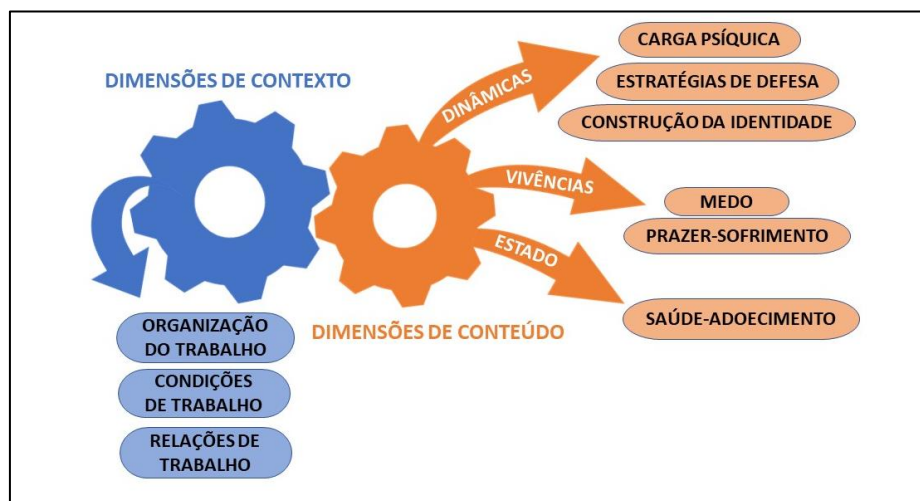 DIMENSÕES DE CONTEXTO
ORGANIZAÇÃO
DO TRABALHO
CONDIÇÕES
DE TRABALHO
RELAÇÕES DE
TRABALHO
DIMENSÕES DE CONTEÚDO
DINÂMICAS
CARGA PSÍQUICA
ESTRATÉGIAS DE DEFESA
CONSTRUÇÃO DA IDENTIDADE
VIVÊNCIAS
MEDO
PRAZER-SOFRIMENTO
ESTADO
SAÚDE-ADOECIMENTO